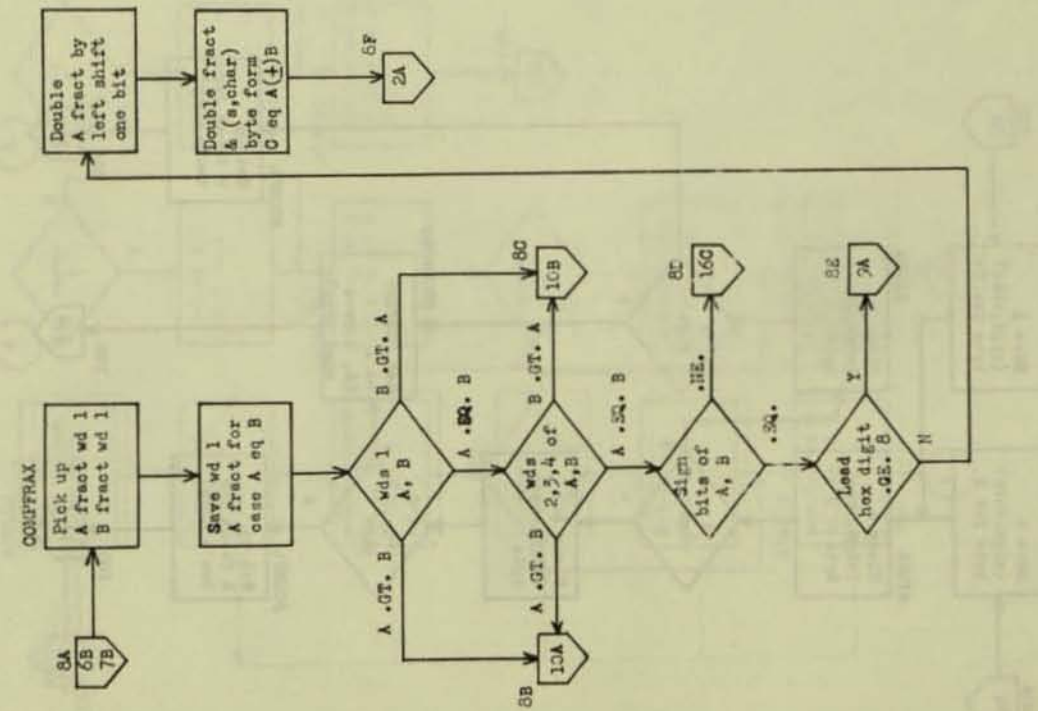 COMPFRAX
8A
6B
7B
Pick up
A fract wd 1
B fract wd 1
Save wd 1
A fract for
case A eq B
wds 1
A, B
A .GT. B
B .GT. A
A .EQ. B
wds
2,3,4 of
A,B
A .GT. B
B .GT. A
8B
10A
8C
10B
A .EQ. B
Sign
bits of
A, B
.NE.
8D
16C
.EQ.
Lead
hex digit
.GE. 8
Y
8E
9A
N
Double
A fract by
left shift
one bit
Double fract
& (s,char)
byte form
C eq A(±)B
8F
2A